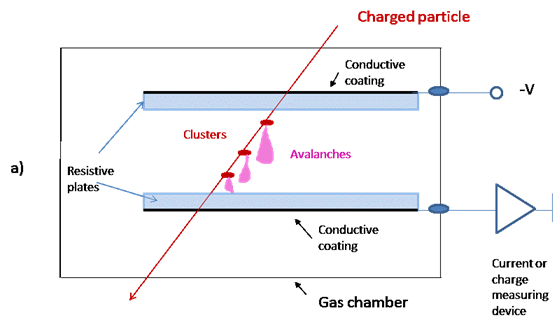 Charged particle
Conductive
coating
-V
Clusters
Avalanches
a)
Resistive
plates
Conductive
coating
Gas chamber
Current or
charge
measuring
device